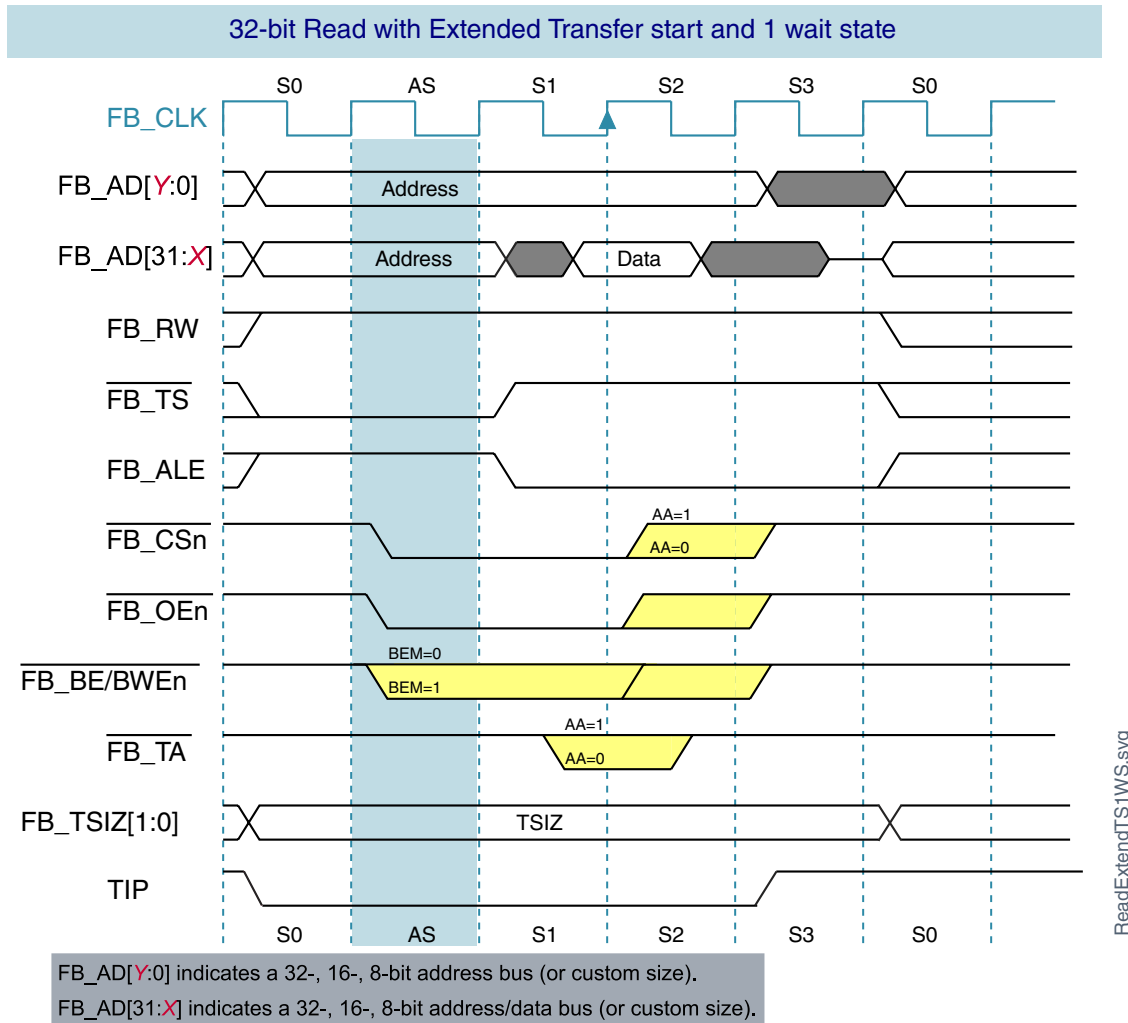 32-bit Read with Extended Transfer start and 1 wait state
S0 AS S1 S2 S3 S0
FB_CLK
FB_AD[Y:0] Address
FB_AD[31:X] Address Data
FB_RW
FB_TS
FB_ALE
AA=1
FB_CSn AA=0
FB_OEn
BEM=0
FB_BE/BWEn BEM=1
AA=1
FB_TA AA=0
FB_TSIZ[1:0] TSIZ
TIP
S0 AS S1 S2 S3 S0
FB_AD[Y:0] indicates a 32-, 16-, 8-bit address bus (or custom size).
FB_AD[31:X] indicates a 32-, 16-, 8-bit address/data bus (or custom size).
ReadExtendTS1WS.svg